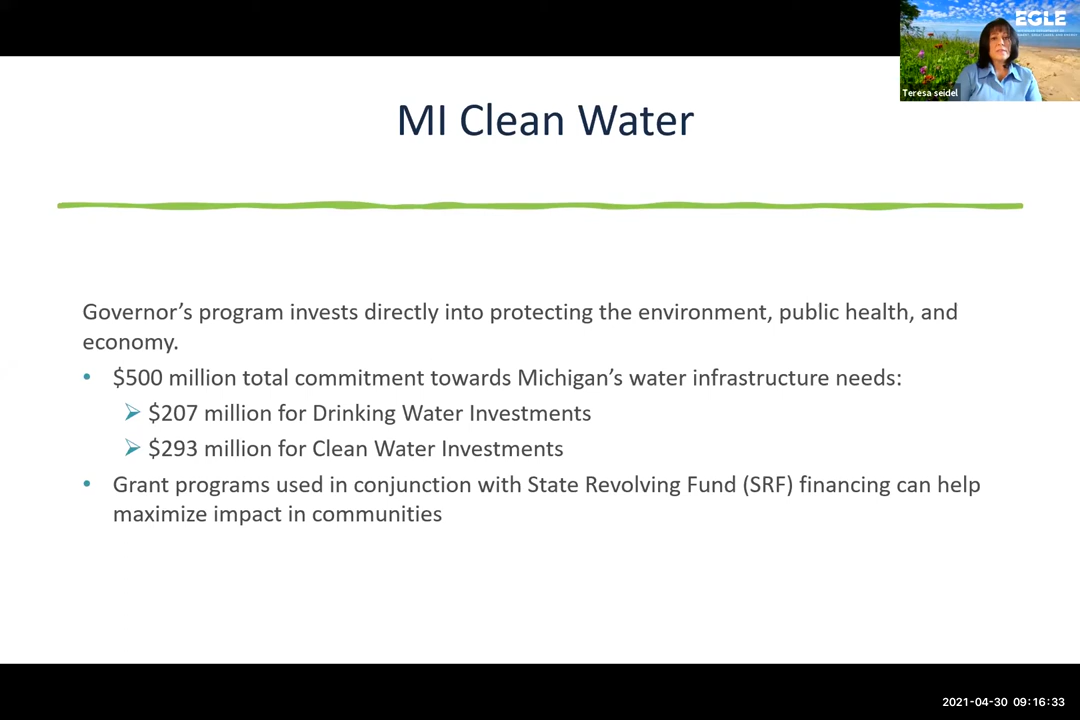 EGLE
Teresa seidel
MI Clean Water
Governor's program invests directly into protecting the environment, public health, and
economy.
• $500 million total commitment towards Michigan's water infrastructure needs:
➢ $207 million for Drinking Water Investments
➢ $293 million for Clean Water Investments
• Grant programs used in conjunction with State Revolving Fund (SRF) financing can help
maximize impact in communities
2021-04-30 09:16:33